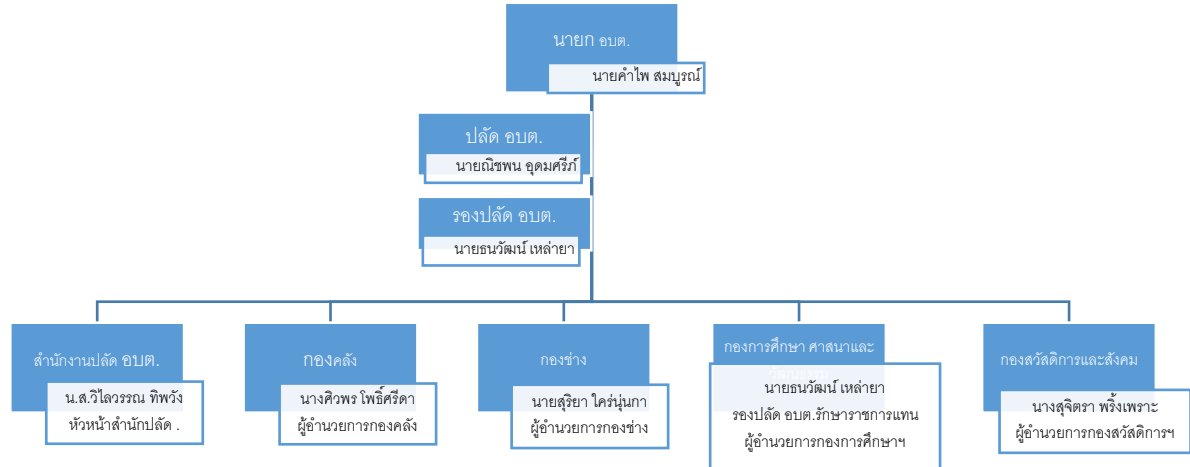 นายก อบต.
นายคำไพ สมบูรณ์
ปลัด อบต.
นายณิชพน อุดมศรีภ์
รองปลัด อบต.
นายธนวัฒน์ เหล่ายา
สำนักงานปลัด อบต.
น.ส.วิไลวรรณ ทิพวัง
หัวหน้าสำนักปลัด .
กองคลัง
นางศิวพร โพธิ์ศรีดา
ผู้อำนวยการกองคลัง
กองช่าง
นายสุริยา ใคร่นุ่นกา
ผู้อำนวยการกองช่าง
กองการศึกษา ศาสนาและ
วัฒนธรรม
นายธนวัฒน์ เหล่ายา
รองปลัด อบต.รักษาราชการแทน
ผู้อำนวยการกองการศึกษาฯ
กองสวัสดิการและสังคม
นางสุจิตรา พริ้งเพราะ
ผู้อำนวยการกองสวัสดิการฯ